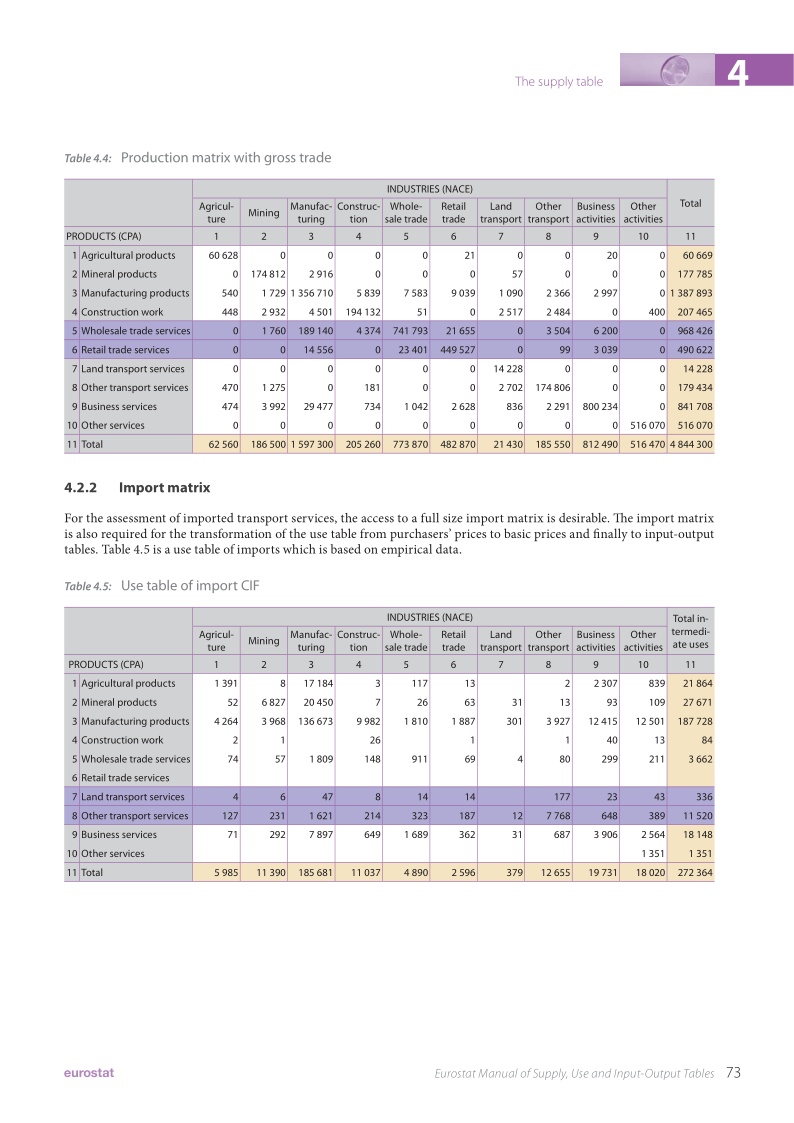 The supply table
4
Table 4.4: Production matrix with gross trade
INDUSTRIES (NACE)
Agricul-ture Mining Manufac-turing Construc-tion Whole-sale trade Retail trade Land transport Other transport Business activities Other activities Total
PRODUCTS (CPA) 1 2 3 4 5 6 7 8 9 10 11
1 Agricultural products 60 628 0 0 0 0 21 0 0 20 0 60 669
2 Mineral products 0 174 812 2 916 0 0 0 57 0 0 0 177 785
3 Manufacturing products 540 1 729 1 356 710 5 839 7 583 9 039 1 090 2 366 2 997 0 1 387 893
4 Construction work 448 2 932 4 501 194 132 51 0 2 517 2 484 0 400 207 465
5 Wholesale trade services 0 1 760 189 140 4 374 741 793 21 655 0 3 504 6 200 0 968 426
6 Retail trade services 0 0 14 556 0 23 401 449 527 0 99 3 039 0 490 622
7 Land transport services 0 0 0 0 0 0 14 228 0 0 0 14 228
8 Other transport services 470 1 275 0 181 0 0 2 702 174 806 0 0 179 434
9 Business services 474 3 992 29 477 734 1 042 2 628 836 2 291 800 234 0 841 708
10 Other services 0 0 0 0 0 0 0 0 0 516 070 516 070
11 Total 62 560 186 500 1 597 300 205 260 773 870 482 870 21 430 185 550 812 490 516 470 4 844 300
4.2.2 Import matrix
For the assessment of imported transport services, the access to a full size import matrix is desirable. The import matrix
is also required for the transformation of the use table from purchasers' prices to basic prices and finally to input-output
tables. Table 4.5 is a use table of imports which is based on empirical data.
Table 4.5: Use table of import CIF
INDUSTRIES (NACE)
Agricul-ture Mining Manufac-turing Construc-tion Whole-sale trade Retail trade Land transport Other transport Business activities Other activities Total in-termedi-ate uses
PRODUCTS (CPA) 1 2 3 4 5 6 7 8 9 10 11
1 Agricultural products 1 391 8 17 184 3 117 13 2 2 307 839 21 864
2 Mineral products 52 6 827 20 450 7 26 63 31 13 93 109 27 671
3 Manufacturing products 4 264 3 968 136 673 9 982 1 810 1 887 301 3 927 12 415 12 501 187 728
4 Construction work 2 1 26 1 1 40 13 84
5 Wholesale trade services 74 57 1 809 148 911 69 4 80 299 211 3 662
6 Retail trade services
7 Land transport services 4 6 47 8 14 14 177 23 43 336
8 Other transport services 127 231 1 621 214 323 187 12 7 768 648 389 11 520
9 Business services 71 292 7 897 649 1 689 362 31 687 3 906 2 564 18 148
10 Other services 1 351 1 351
11 Total 5 985 11 390 185 681 11 037 4 890 2 596 379 12 655 19 731 18 020 272 364
eurostat
Eurostat Manual of Supply, Use and Input-Output Tables 73